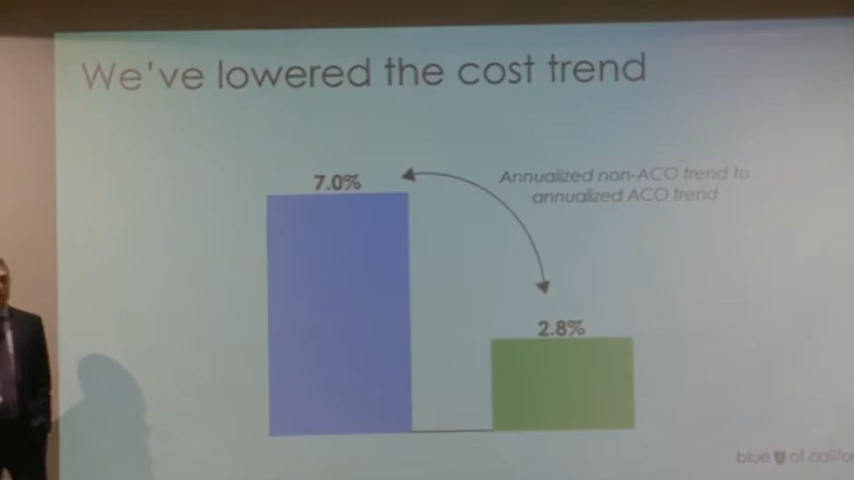 We've lowered the cost trend
7.0%
Annualized non-ACO trend to
annualized ACO trend
2.8%
blue of califo